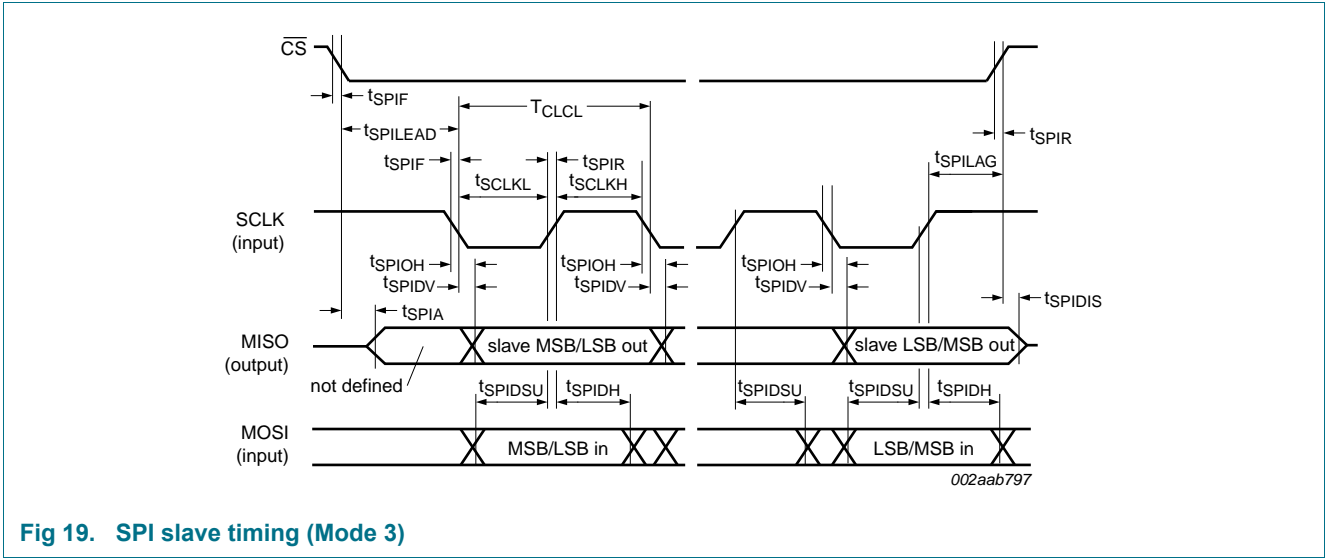 CS
tSPIF
TCLCL
tSPILEAD
tSPIR
tSPIF
tSPIR
tSPILAG
tSCLKL
tSCLKH
SCLK
(input)
tSPIOH
tSPIOH
tSPIOH
tSPIDV
tSPIDV
tSPIDV
tSPIDIS
tSPIA
MISO
(output)
slave MSB/LSB out
slave LSB/MSB out
not defined
tSPIDSU
tSPIDH
tSPIDSU
tSPIDSU
tSPIDH
MOSI
(input)
MSB/LSB in
LSB/MSB in
002aab797
Fig 19. SPI slave timing (Mode 3)